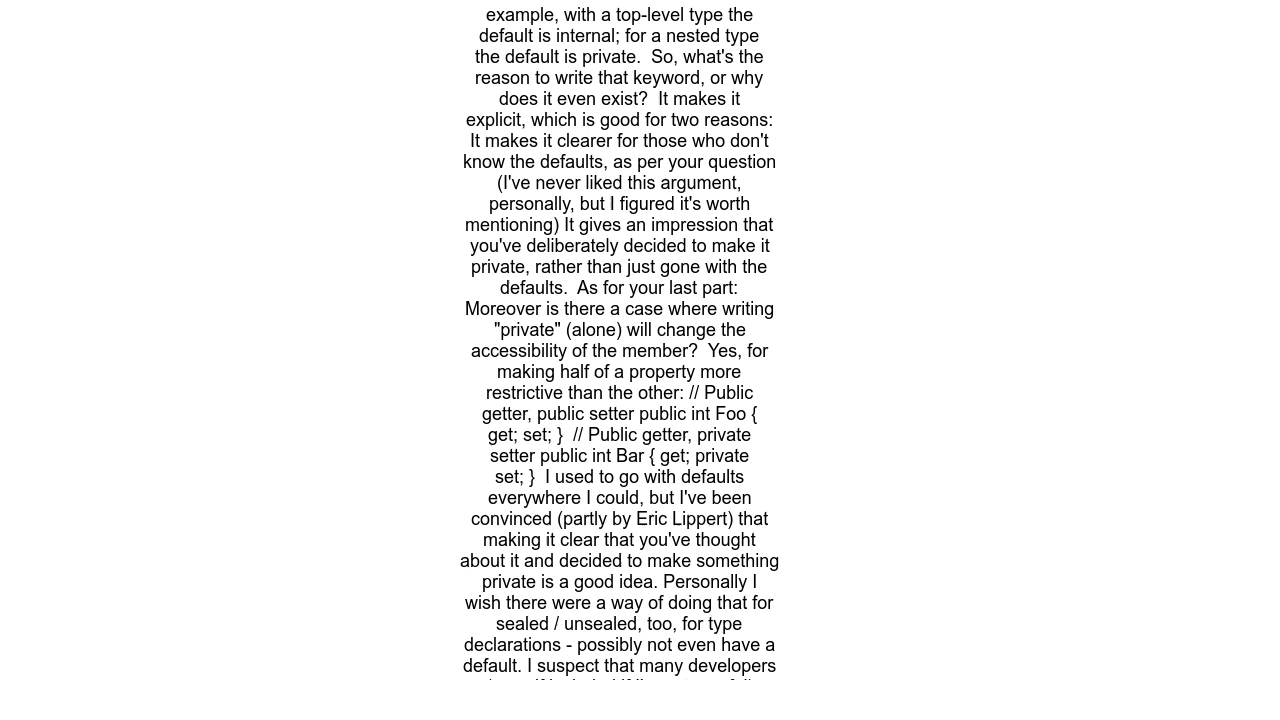 example, with a top-level type the
default is internal; for a nested type
the default is private.  So, what's the
reason to write that keyword, or why
does it even exist?  It makes it
explicit, which is good for two reasons:
It makes it clearer for those who don't
know the defaults, as per your question
(I've never liked this argument,
personally, but I figured it's worth
mentioning) It gives an impression that
you've deliberately decided to make it
private, rather than just gone with the
defaults.  As for your last part:
Moreover is there a case where writing
"private" (alone) will change the
accessibility of the member?  Yes, for
making half of a property more
restrictive than the other: // Public
getter, public setter public int Foo {
get; set; }  // Public getter, private
setter public int Bar { get; private
set; }  I used to go with defaults
everywhere I could, but I've been
convinced (partly by Eric Lippert) that
making it clear that you've thought
about it and decided to make something
private is a good idea. Personally I
wish there were a way of doing that for
sealed / unsealed, too, for type
declarations - possibly not even have a
default. I suspect that many developers